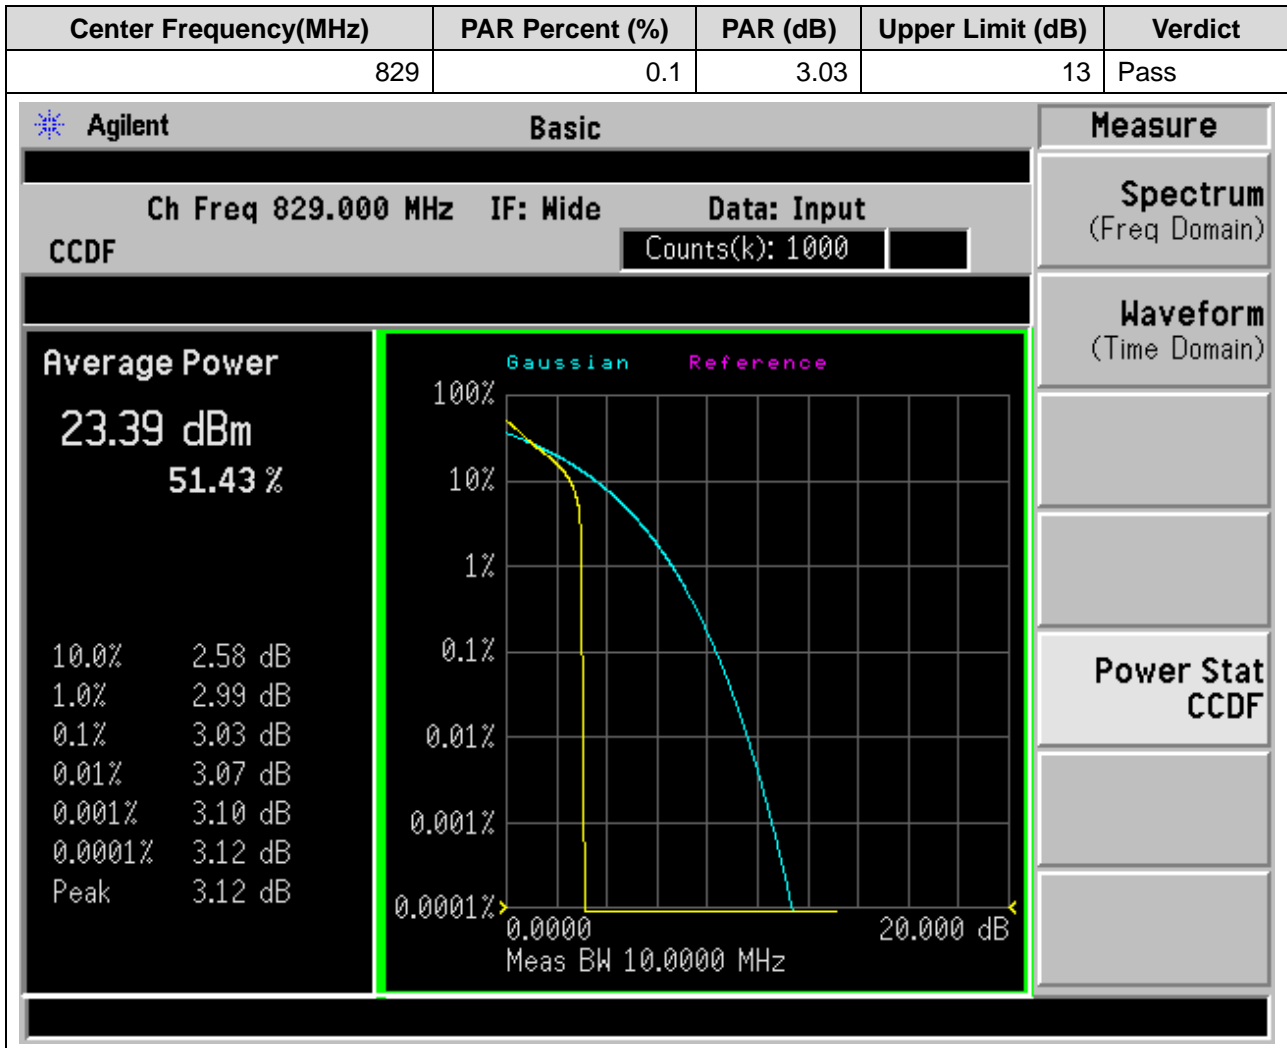 Center Frequency(MHz) PAR Percent (%) PAR (dB) Upper Limit (dB) Verdict
829 0.1 3.03 13 Pass
Agilent Basic Measure
Ch Freq 829.000 MHz IF: Wide Data: Input
CCDF Counts(k): 1000
Spectrum
(Freq Domain)
Waveform
(Time Domain)
Power Stat
CCDF
Average Power
23.39 dBm
51.43 %
10.0% 2.58 dB
1.0% 2.99 dB
0.1% 3.03 dB
0.01% 3.07 dB
0.001% 3.10 dB
0.0001% 3.12 dB
Peak 3.12 dB
Gaussian Reference
100%
10%
1%
0.1%
0.01%
0.001%
0.0001%
0.0000 20.000 dB
Meas BW 10.0000 MHz